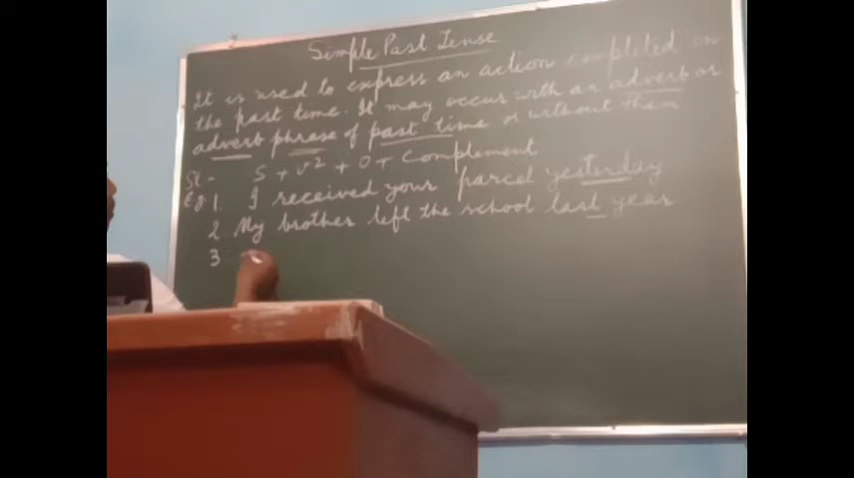 Simple Past Tense
It is used to express an action completed in
the past time. It may occur with an adverb or
adverb phrase of past time or without them
St - S + v2 + O + Complement
Eg 1. I received your parcel yesterday
2 My brother left the school last year
3